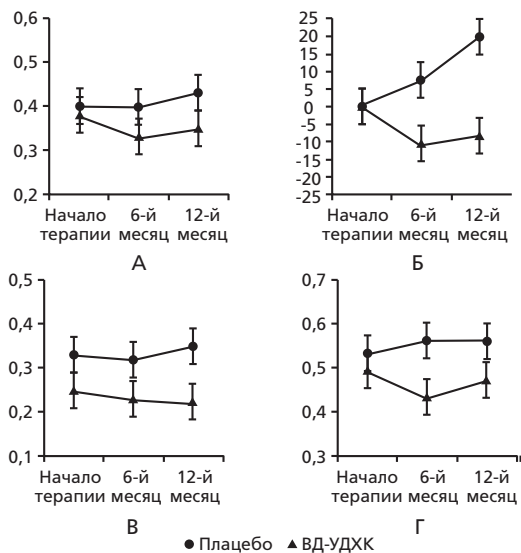 0,6
0,5
0,4
0,3
0,2
Начало терапии
6-й месяц
12-й месяц
А
25
20
15
10
5
0
-5
-10
-15
-20
-25
Начало терапии
6-й месяц
12-й месяц
Б
0,5
0,4
0,3
0,2
0,1
Начало терапии
6-й месяц
12-й месяц
В
0,7
0,6
0,5
0,4
0,3
Начало терапии
6-й месяц
12-й месяц
Г
Плацебо ВД-УДХК